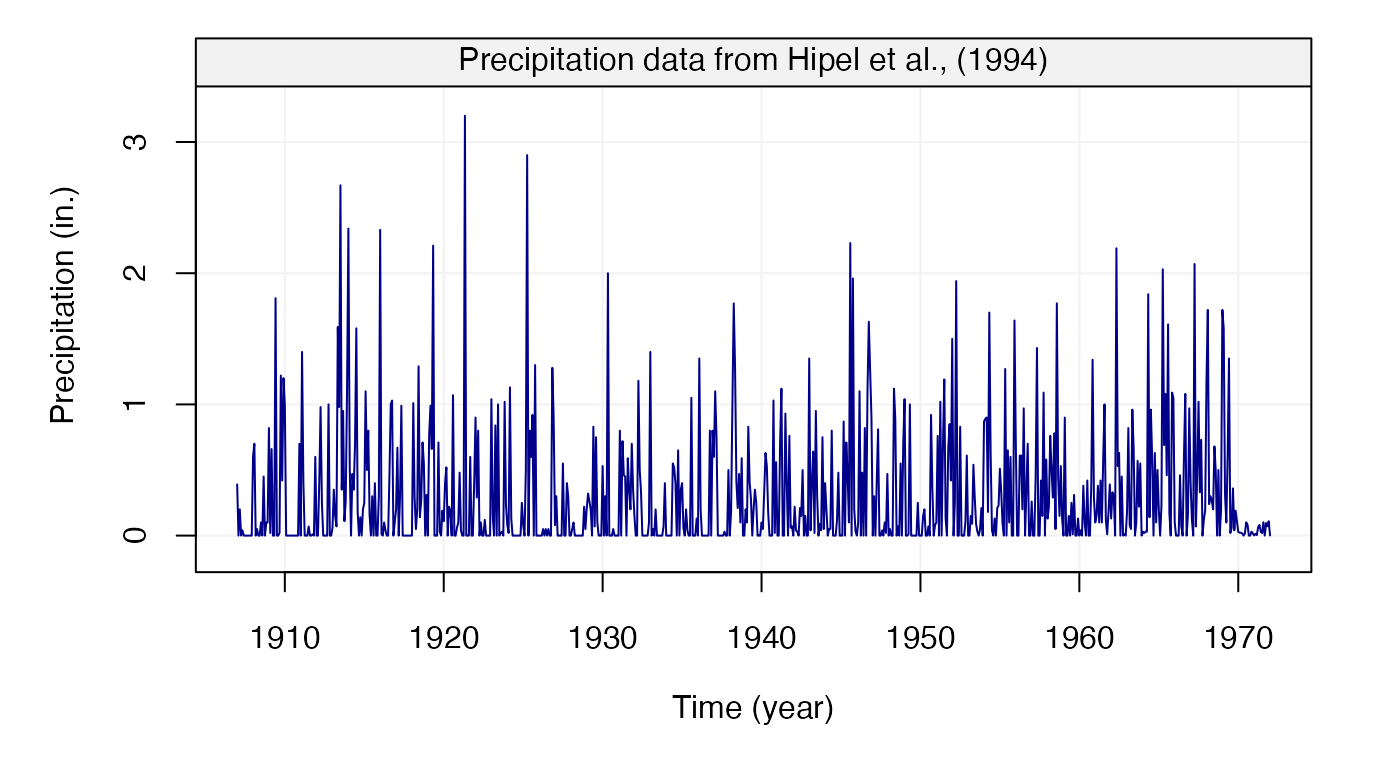 Precipitation data from Hipel et al., (1994)
Precipitation (in.)
3
2
1
0
1910 1920 1930 1940 1950 1960 1970
Time (year)